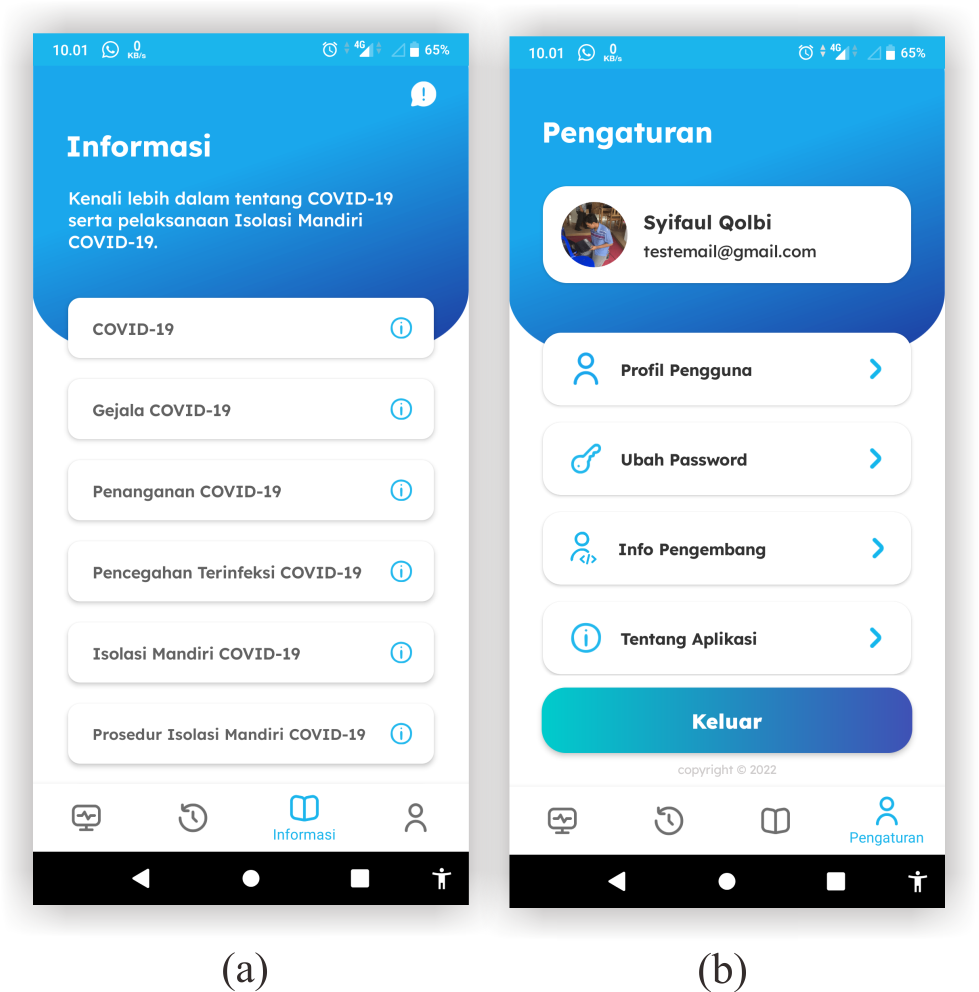 10.01 0 KB/s 4G 65%
Informasi
Kenali lebih dalam tentang COVID-19
serta pelaksanaan Isolasi Mandiri
COVID-19.
COVID-19
Gejala COVID-19
Penanganan COVID-19
Pencegahan Terinfeksi COVID-19
Isolasi Mandiri COVID-19
Prosedur Isolasi Mandiri COVID-19
Informasi
(a)
10.01 0 KB/s 4G 65%
Pengaturan
Syifaul Qolbi
testemail@gmail.com
Profil Pengguna
Ubah Password
Info Pengembang
Tentang Aplikasi
Keluar
copyright © 2022
Pengaturan
(b)